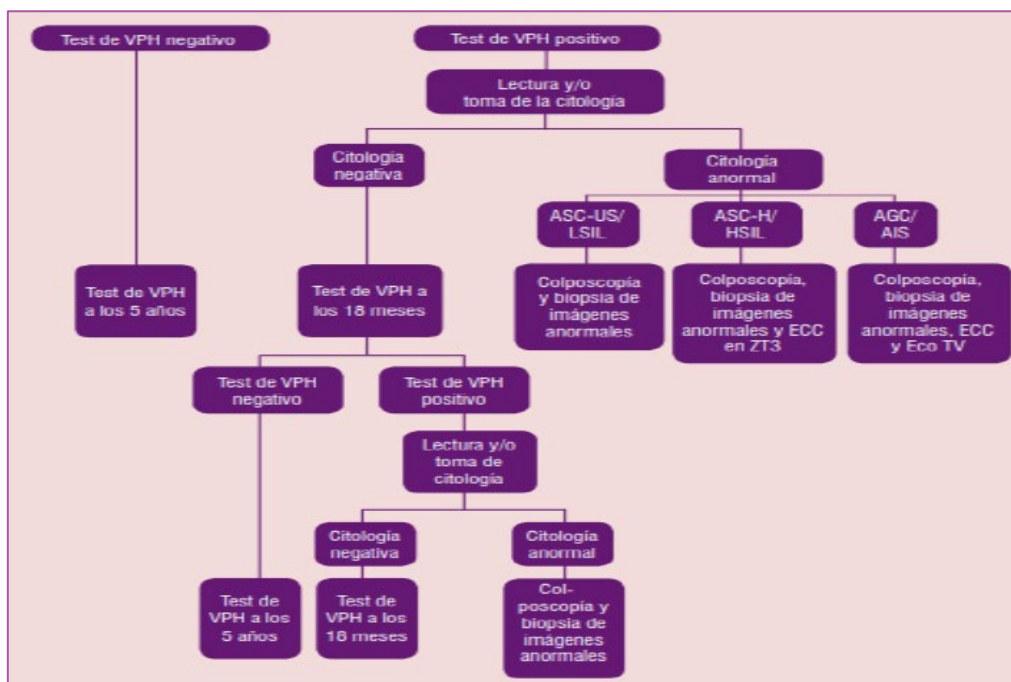 Test de VPH negativo
Test de VPH positivo
Lectura y/o
toma de la citología
Citología
negativa
Citología
anormal
ASC-US/
LSIL
ASC-H/
HSIL
AGC/
AIS
Test de VPH
a los 5 años
Test de VPH a
los 18 meses
Colposcopía
y biopsia de
imágenes
anormales
Colposcopía,
biopsia de
imágenes
anormales y ECC
en ZT3
Colposcopía,
biopsia de
imágenes
anormales, ECC
y Eco TV
Test de VPH
negativo
Test de VPH
positivo
Lectura y/o
toma de
citología
Citología
negativa
Citología
anormal
Test de
VPH a los
5 años
Test de
VPH a los
18 meses
Col-
poscopía y
biopsia de
imágenes
anormales